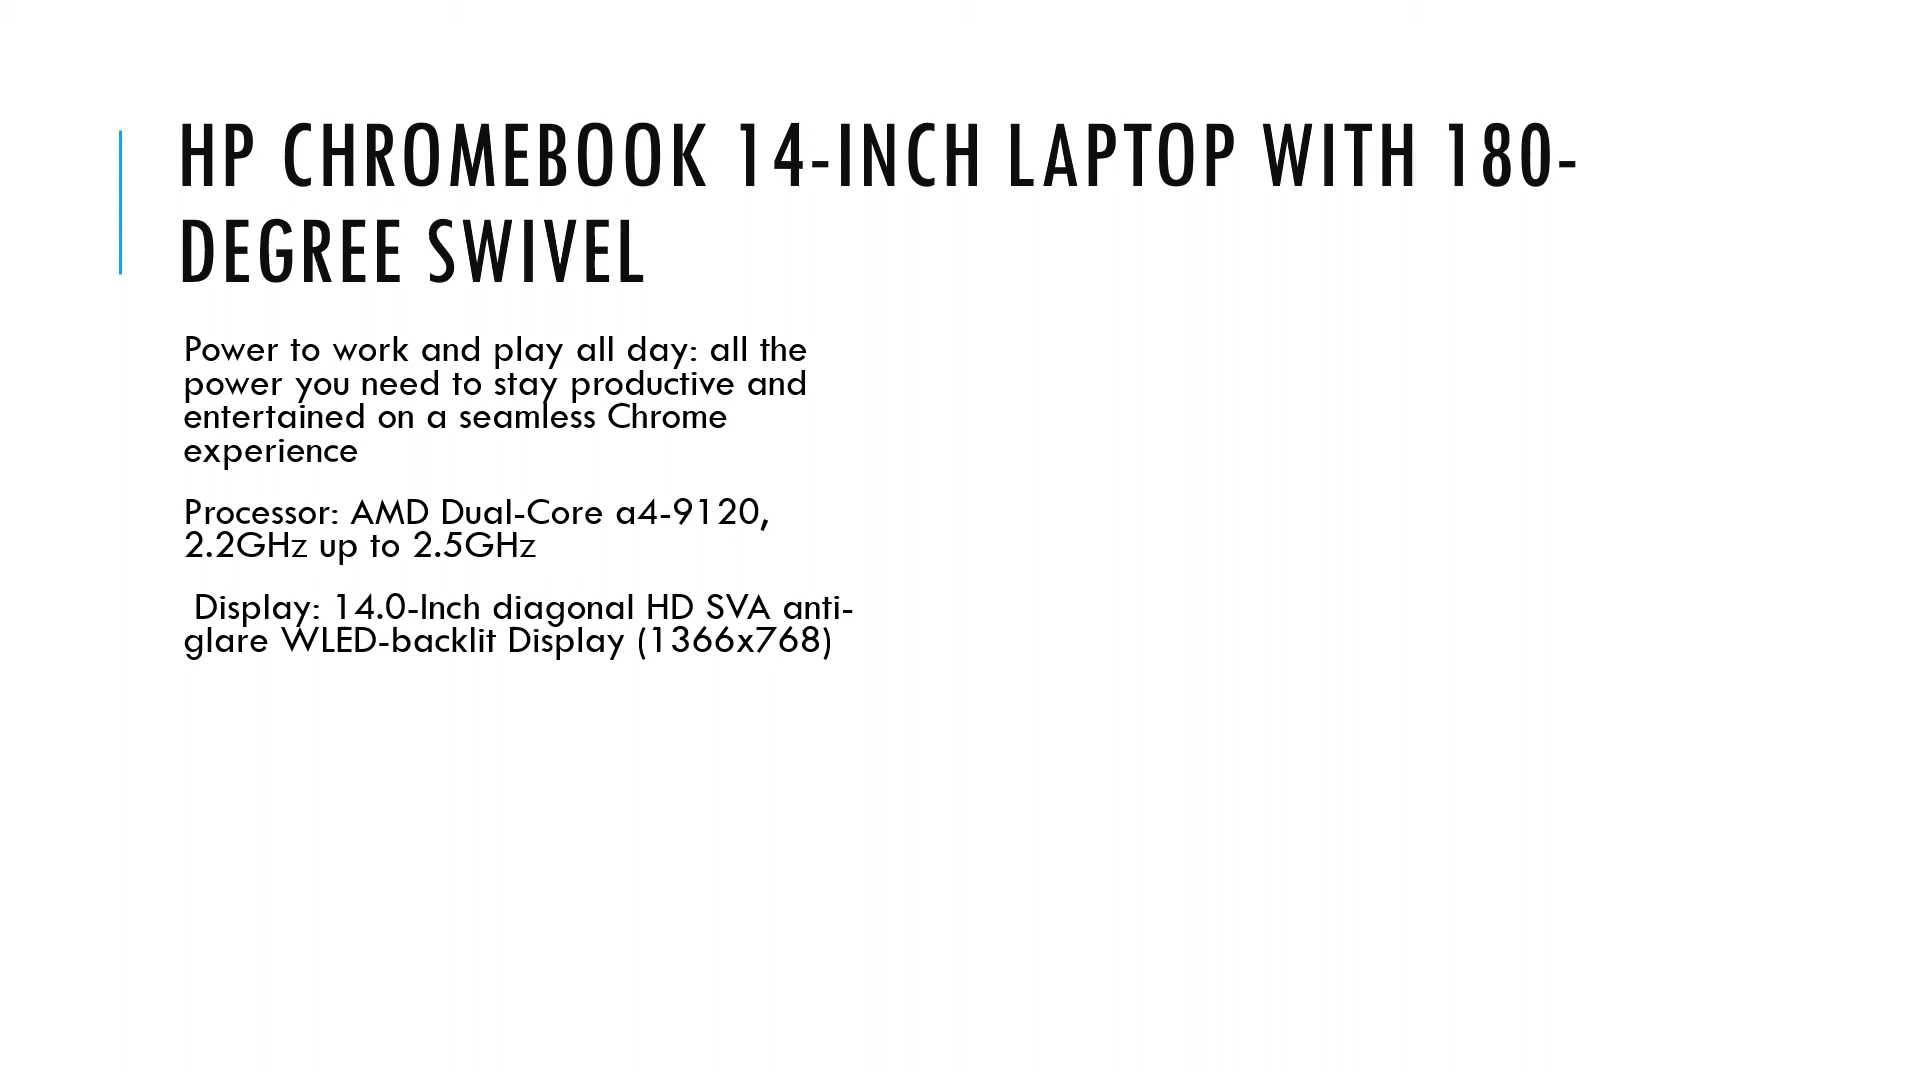 HP CHROMEBOOK 14-INCH LAPTOP WITH 180-
DEGREE SWIVEL
Power to work and play all day: all the
power you need to stay productive and
entertained on a seamless Chrome
experience
Processor: AMD Dual-Core a4-9120,
2.2GHz up to 2.5GHz
Display: 14.0-Inch diagonal HD SVA anti-
glare WLED-backlit Display (1366x768)